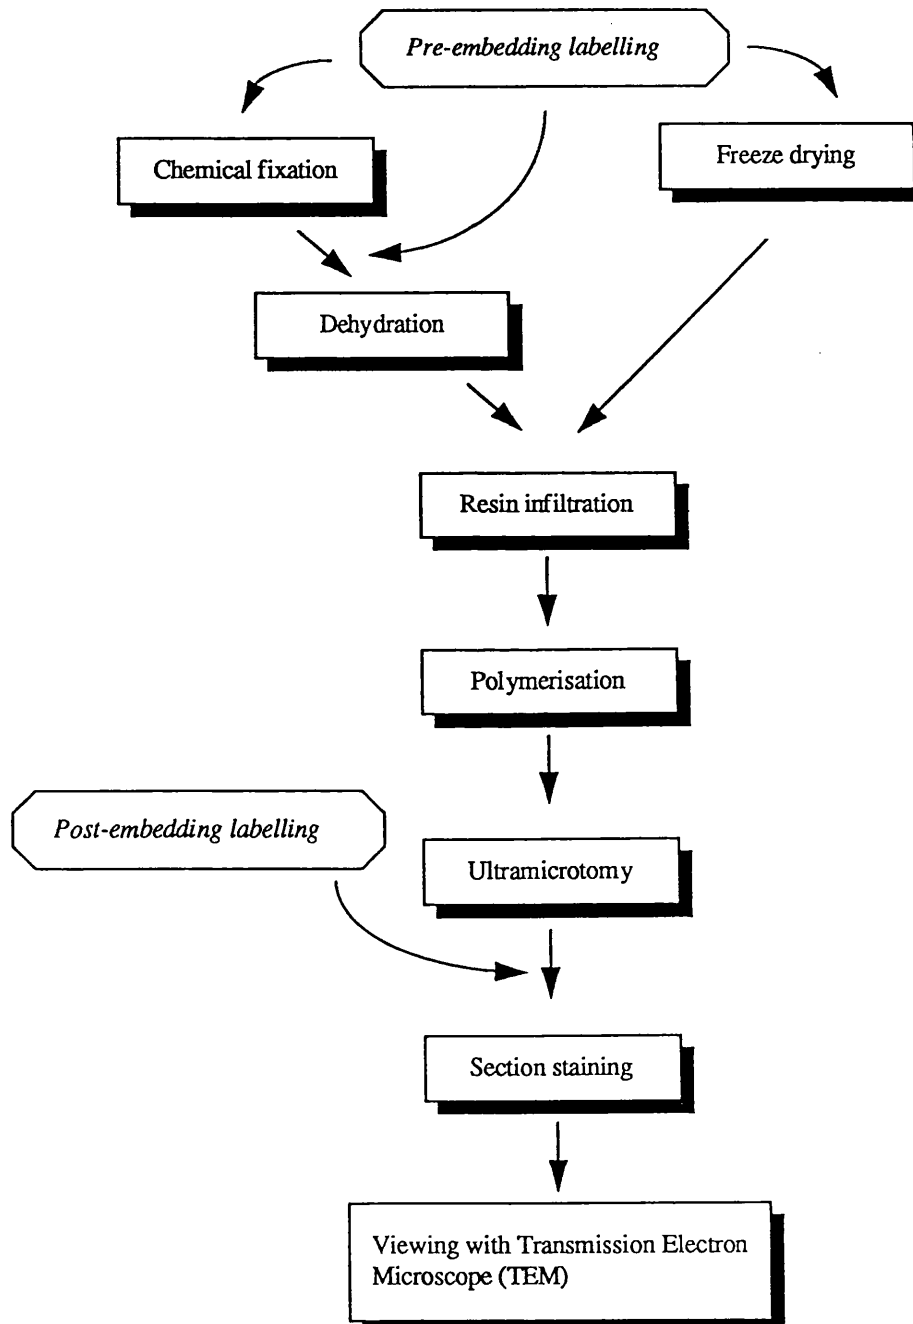 Pre-embedding labelling
Chemical fixation
Freeze drying
Dehydration
Resin infiltration
Polymerisation
Post-embedding labelling
Ultramicrotomy
Section staining
Viewing with Transmission Electron
Microscope (TEM)